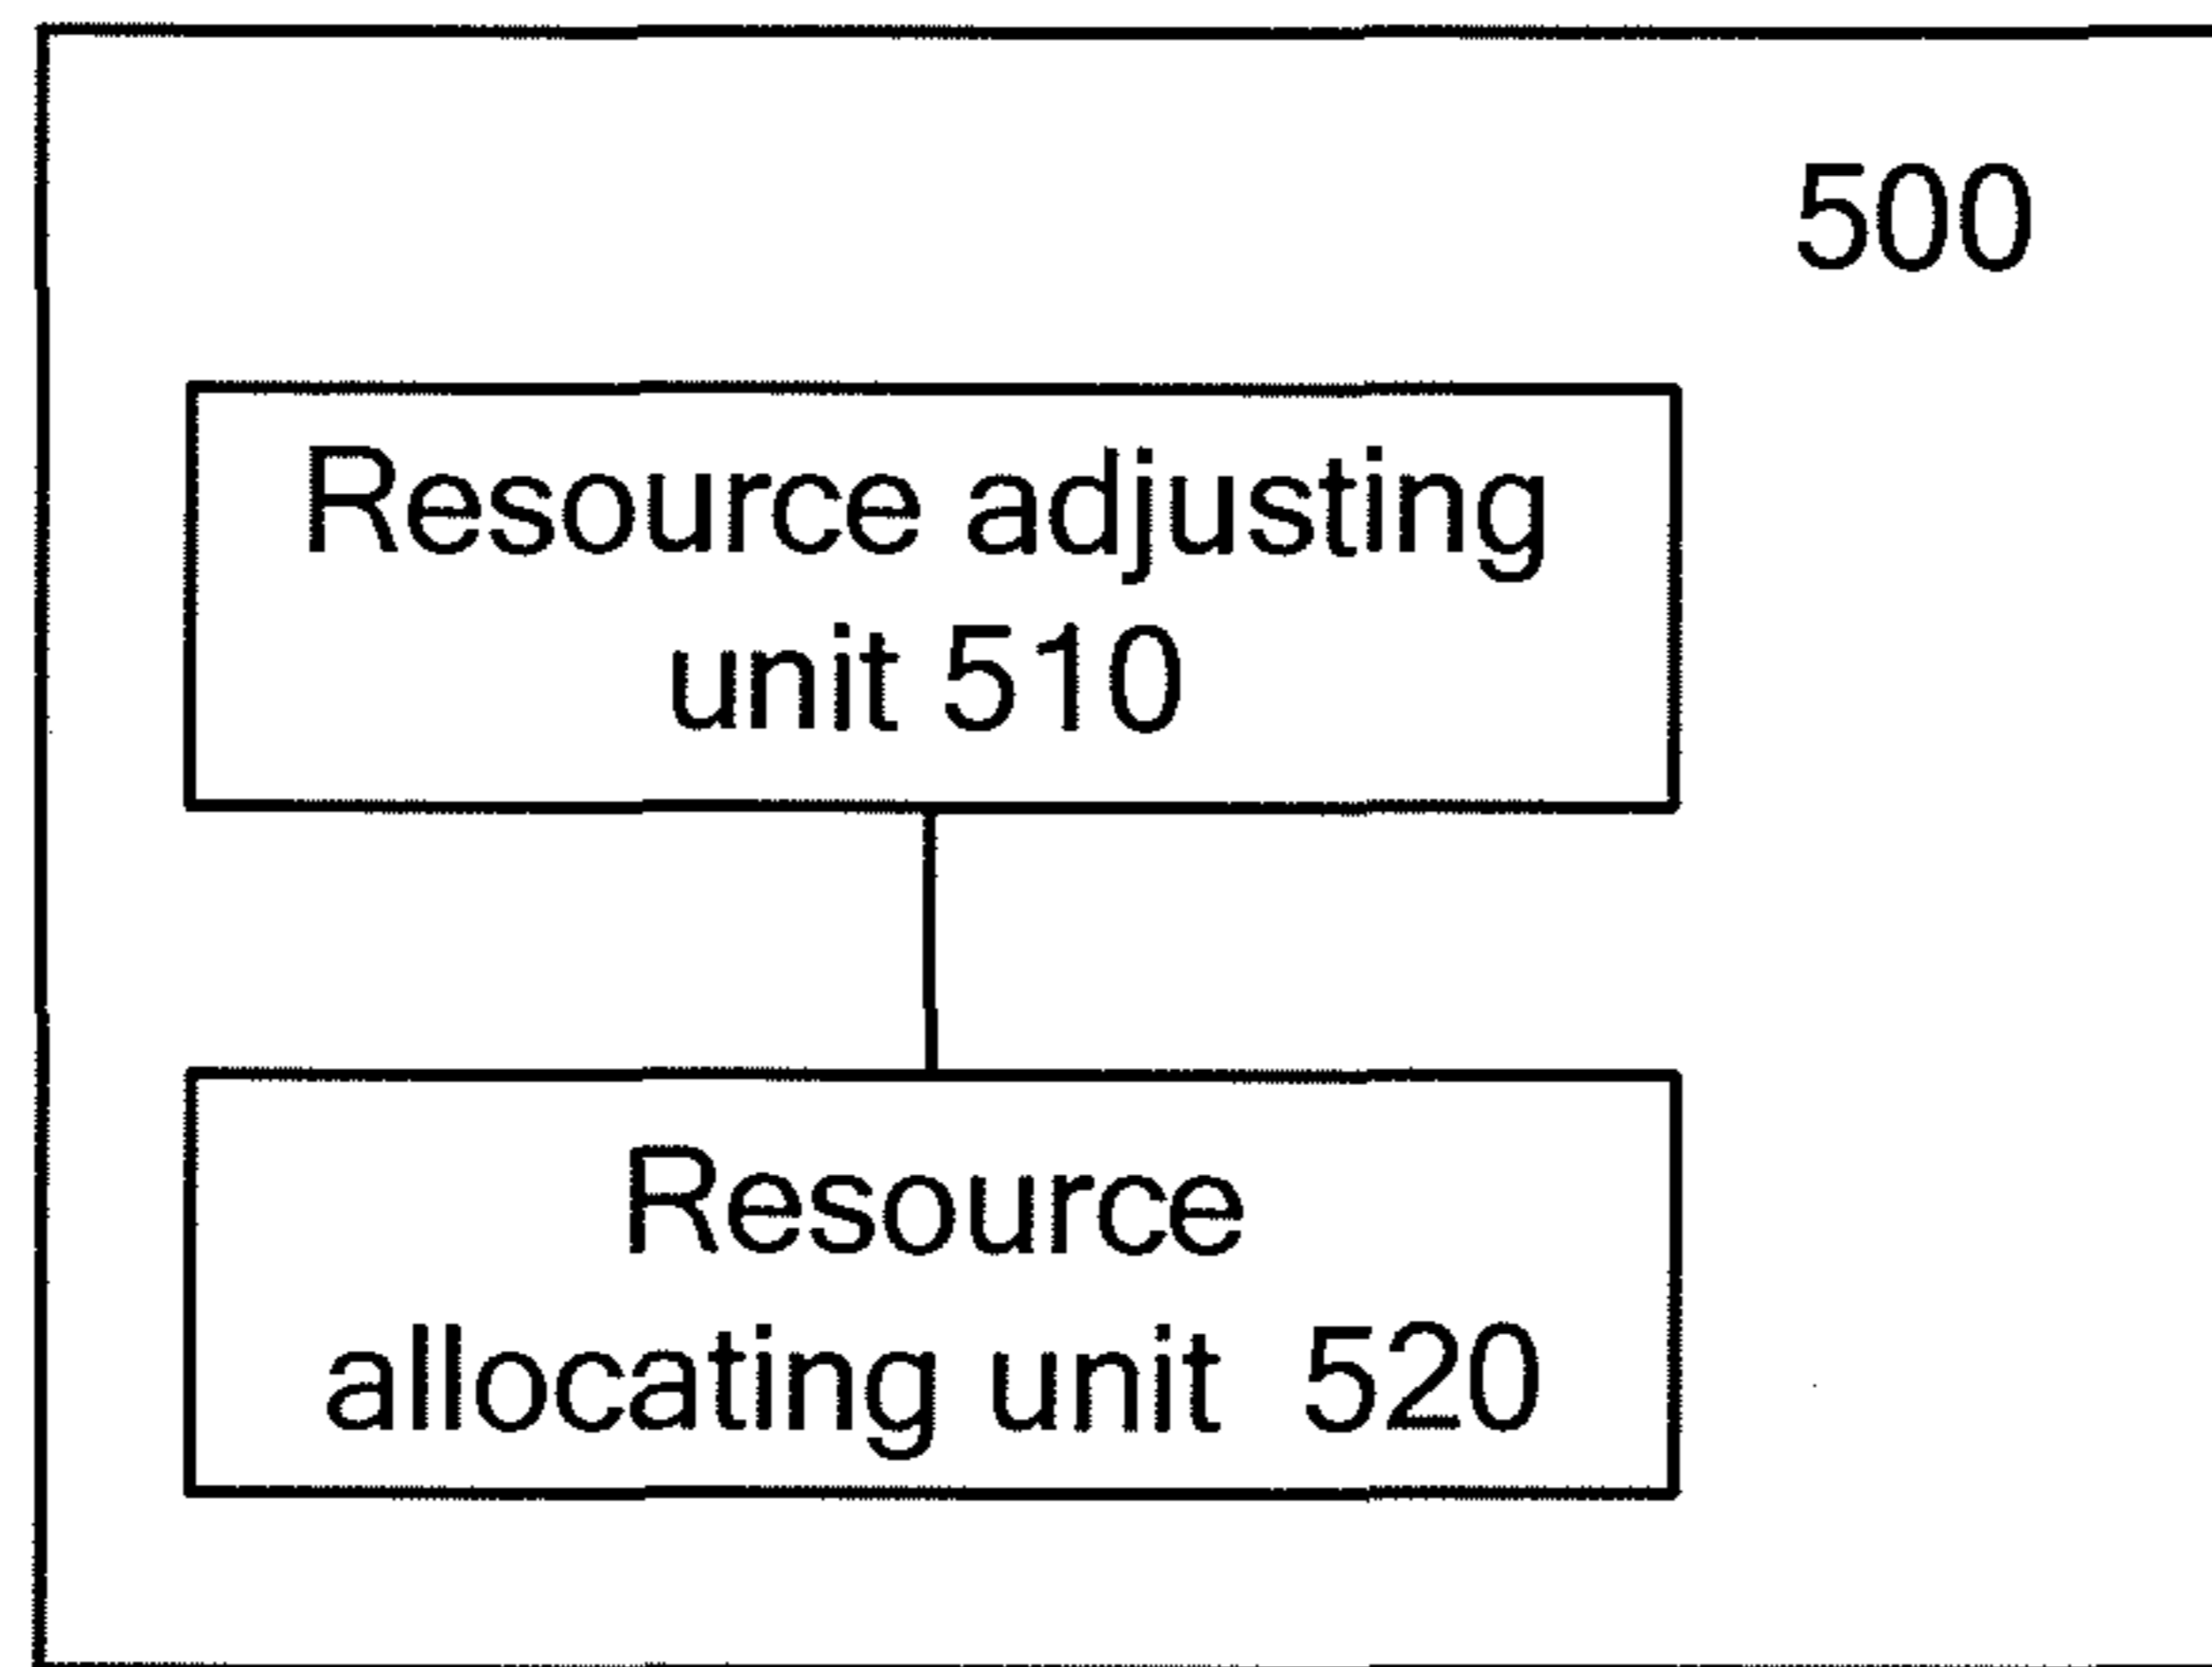 500
Resource adjusting
unit 510
Resource
allocating unit 520